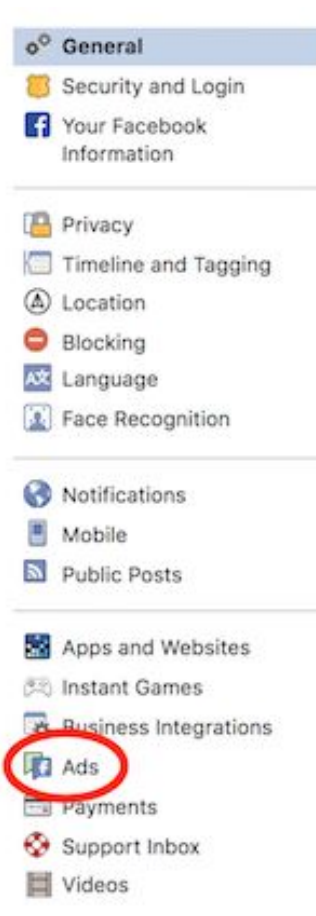 General
Security and Login
Your Facebook
Information
Privacy
Timeline and Tagging
Location
Blocking
Language
Face Recognition
Notifications
Mobile
Public Posts
Apps and Websites
Instant Games
Business Integrations
Ads
Payments
Support Inbox
Videos